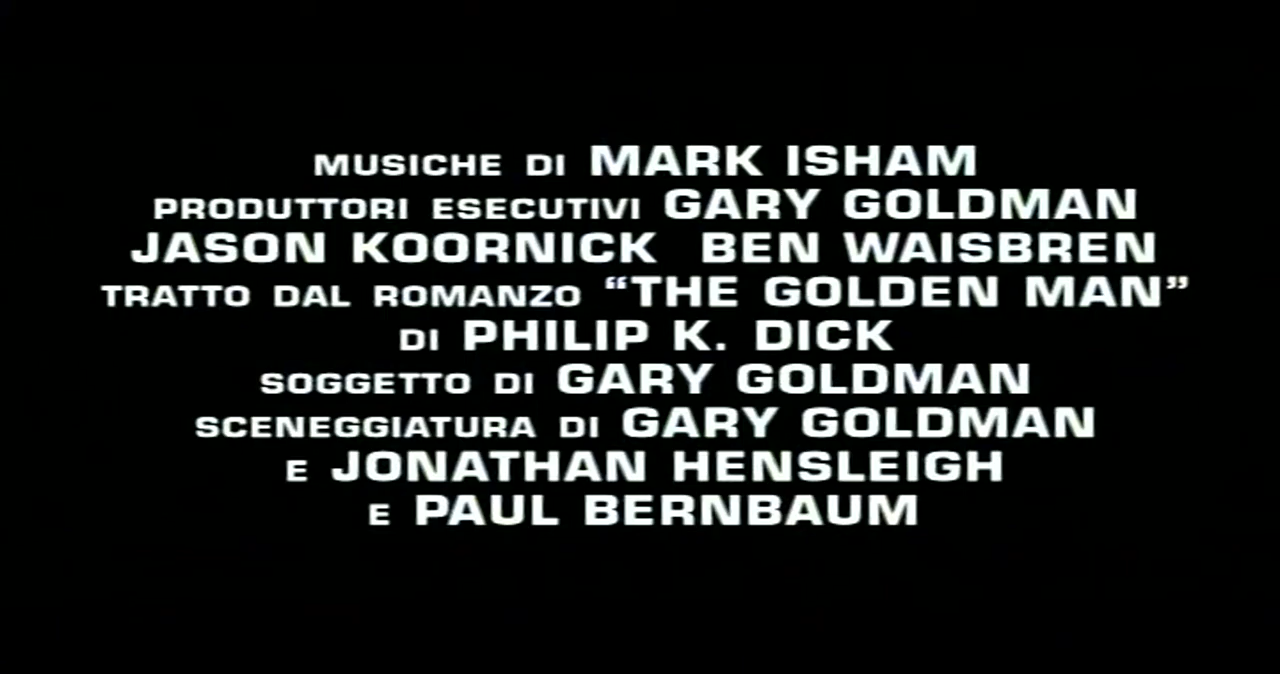 MUSICHE DI MARK ISHAM
PRODUTTORI ESECUTIVI GARY GOLDMAN
JASON KOORNICK BEN WAISBREN
TRATTO DAL ROMANZO “THE GOLDEN MAN”
DI PHILIP K. DICK
SOGGETTO DI GARY GOLDMAN
SCENEGGIATURA DI GARY GOLDMAN
E JONATHAN HENSLEIGH
E PAUL BERNBAUM